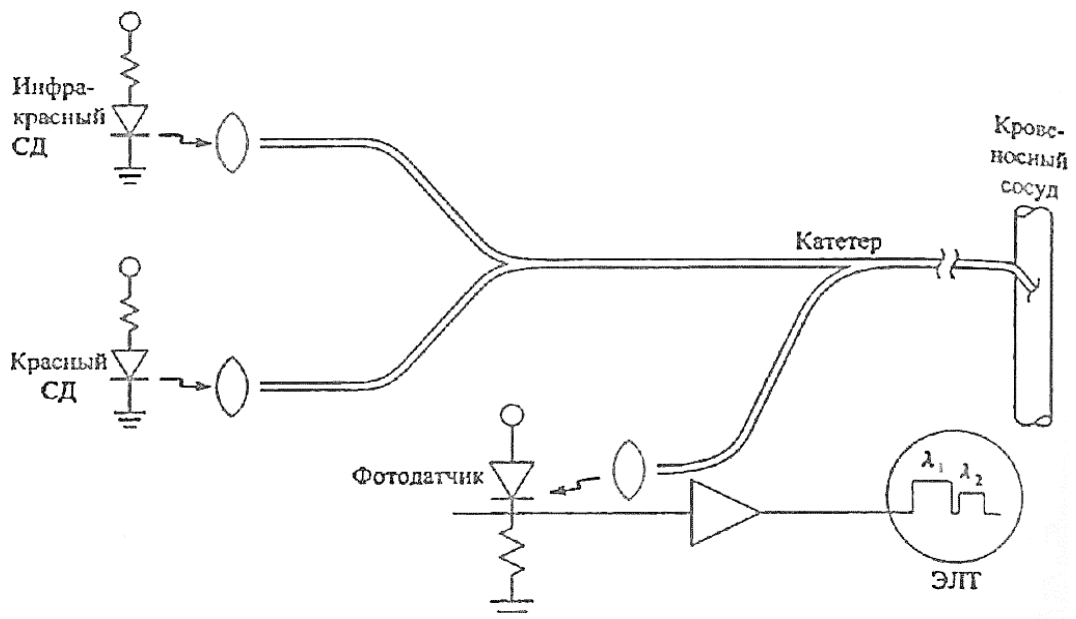 Инфра-
красный
СД
Крове-
носный
сосуд
Катетер
Красный
СД
Фотодатчик
λ₁ λ₂
ЭЛТ